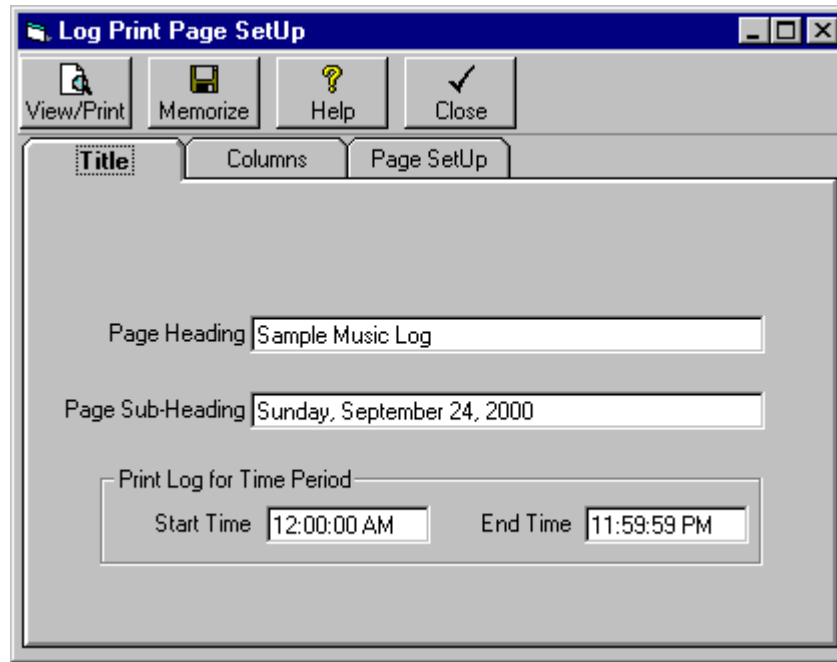 Log Print Page SetUp
View/Print Memorize Help Close
Title Columns Page SetUp
Page Heading Sample Music Log
Page Sub-Heading Sunday, September 24, 2000
Print Log for Time Period
Start Time 12:00:00 AM End Time 11:59:59 PM